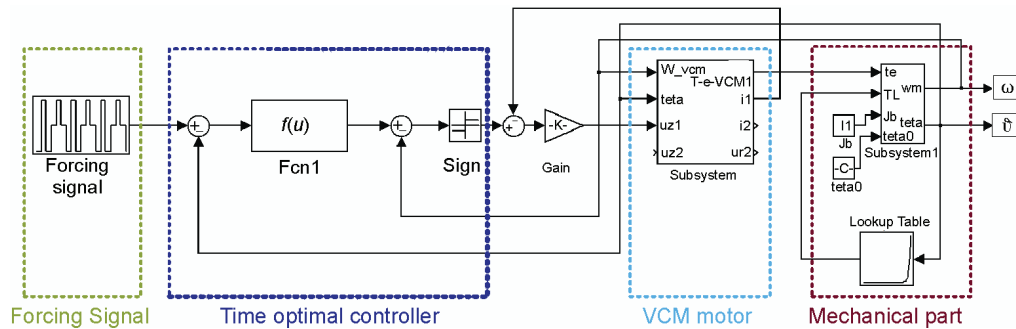 Forcing
signal
f(u)
Fcn1
Sign
-K-
Gain
W_vcm
T-e-VCM1
teta
i1
uz1
i2
uz2
ur2
Subsystem
te
TL
wm
Jb
teta
teta0
Subsystem1
I1
Jb
-C-
teta0
ω
ϑ
Lookup Table
Forcing Signal
Time optimal controller
VCM motor
Mechanical part